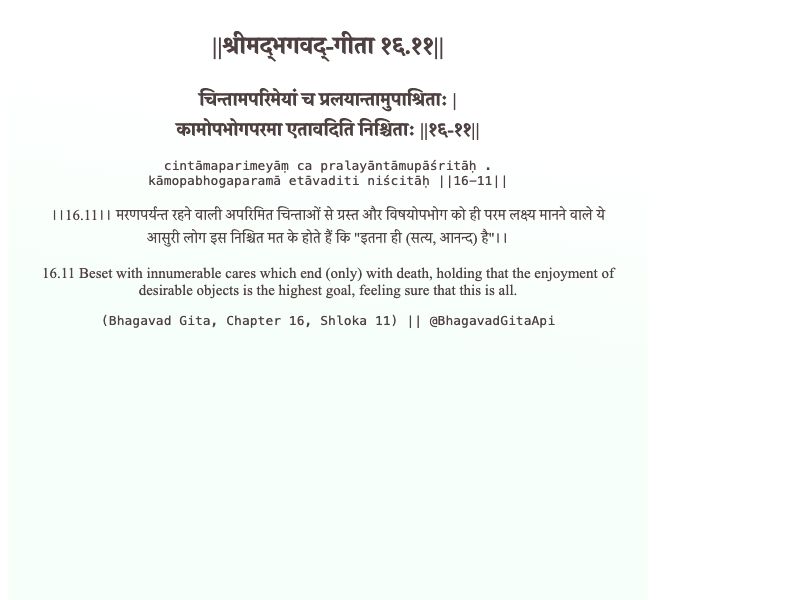 ||श्रीमद्‍भगवद्‍-गीता १६.११||
चिन्तामपरिमेयां च प्रलयान्तामुपाश्रिताः |
कामोपभोगपरमा एतावदिति निश्चिताः ||१६-११||
cintāmaparimeyāṃ ca pralayāntāmupāśritāḥ .
kāmopabhogaparamā etāvaditi niścitāḥ ||16-11||
।।16.11।। मरणपर्यन्त रहने वाली अपरिमित चिन्ताओं से ग्रस्त और विषयोपभोग को ही परम लक्ष्य मानने वाले ये
आसुरी लोग इस निश्चित मत के होते हैं कि "इतना ही (सत्य, आनन्द) है"।।
16.11 Beset with innumerable cares which end (only) with death, holding that the enjoyment of
desirable objects is the highest goal, feeling sure that this is all.
(Bhagavad Gita, Chapter 16, Shloka 11) || @BhagavadGitaApi